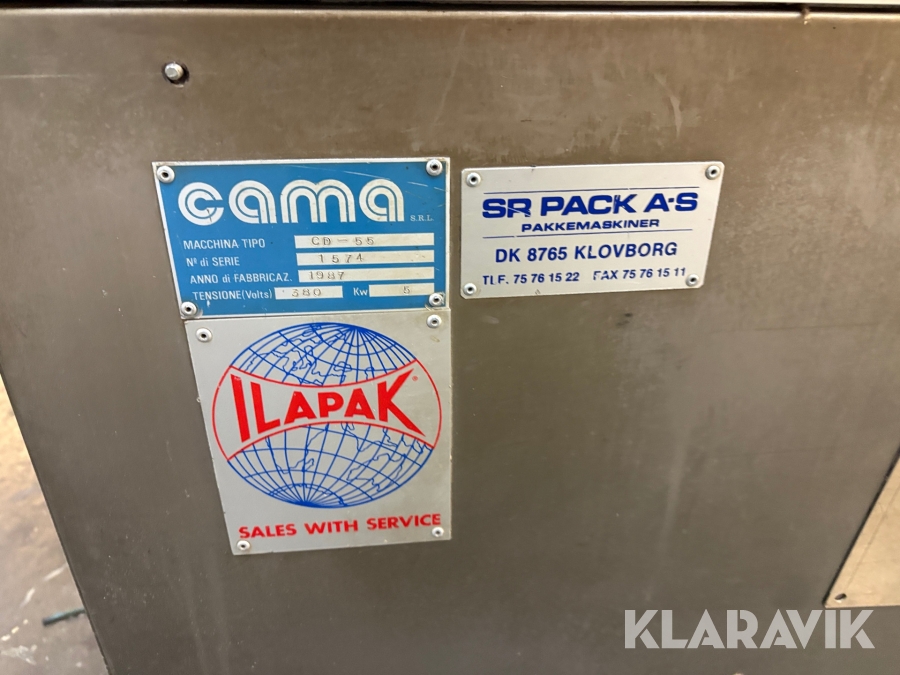 cama S.R.L.
MACCHINA TIPO CD-55
Nº di SERIE 1574
ANNO di FABBRICAZ. 1987
TENSIONE(Volts) 380 Kw 5
SR PACK A-S
PAKKEMASKINER
DK 8765 KLOVBORG
TLF. 75 76 15 22 FAX 75 76 15 11
ILAPAK®
SALES WITH SERVICE
KLARAVIK